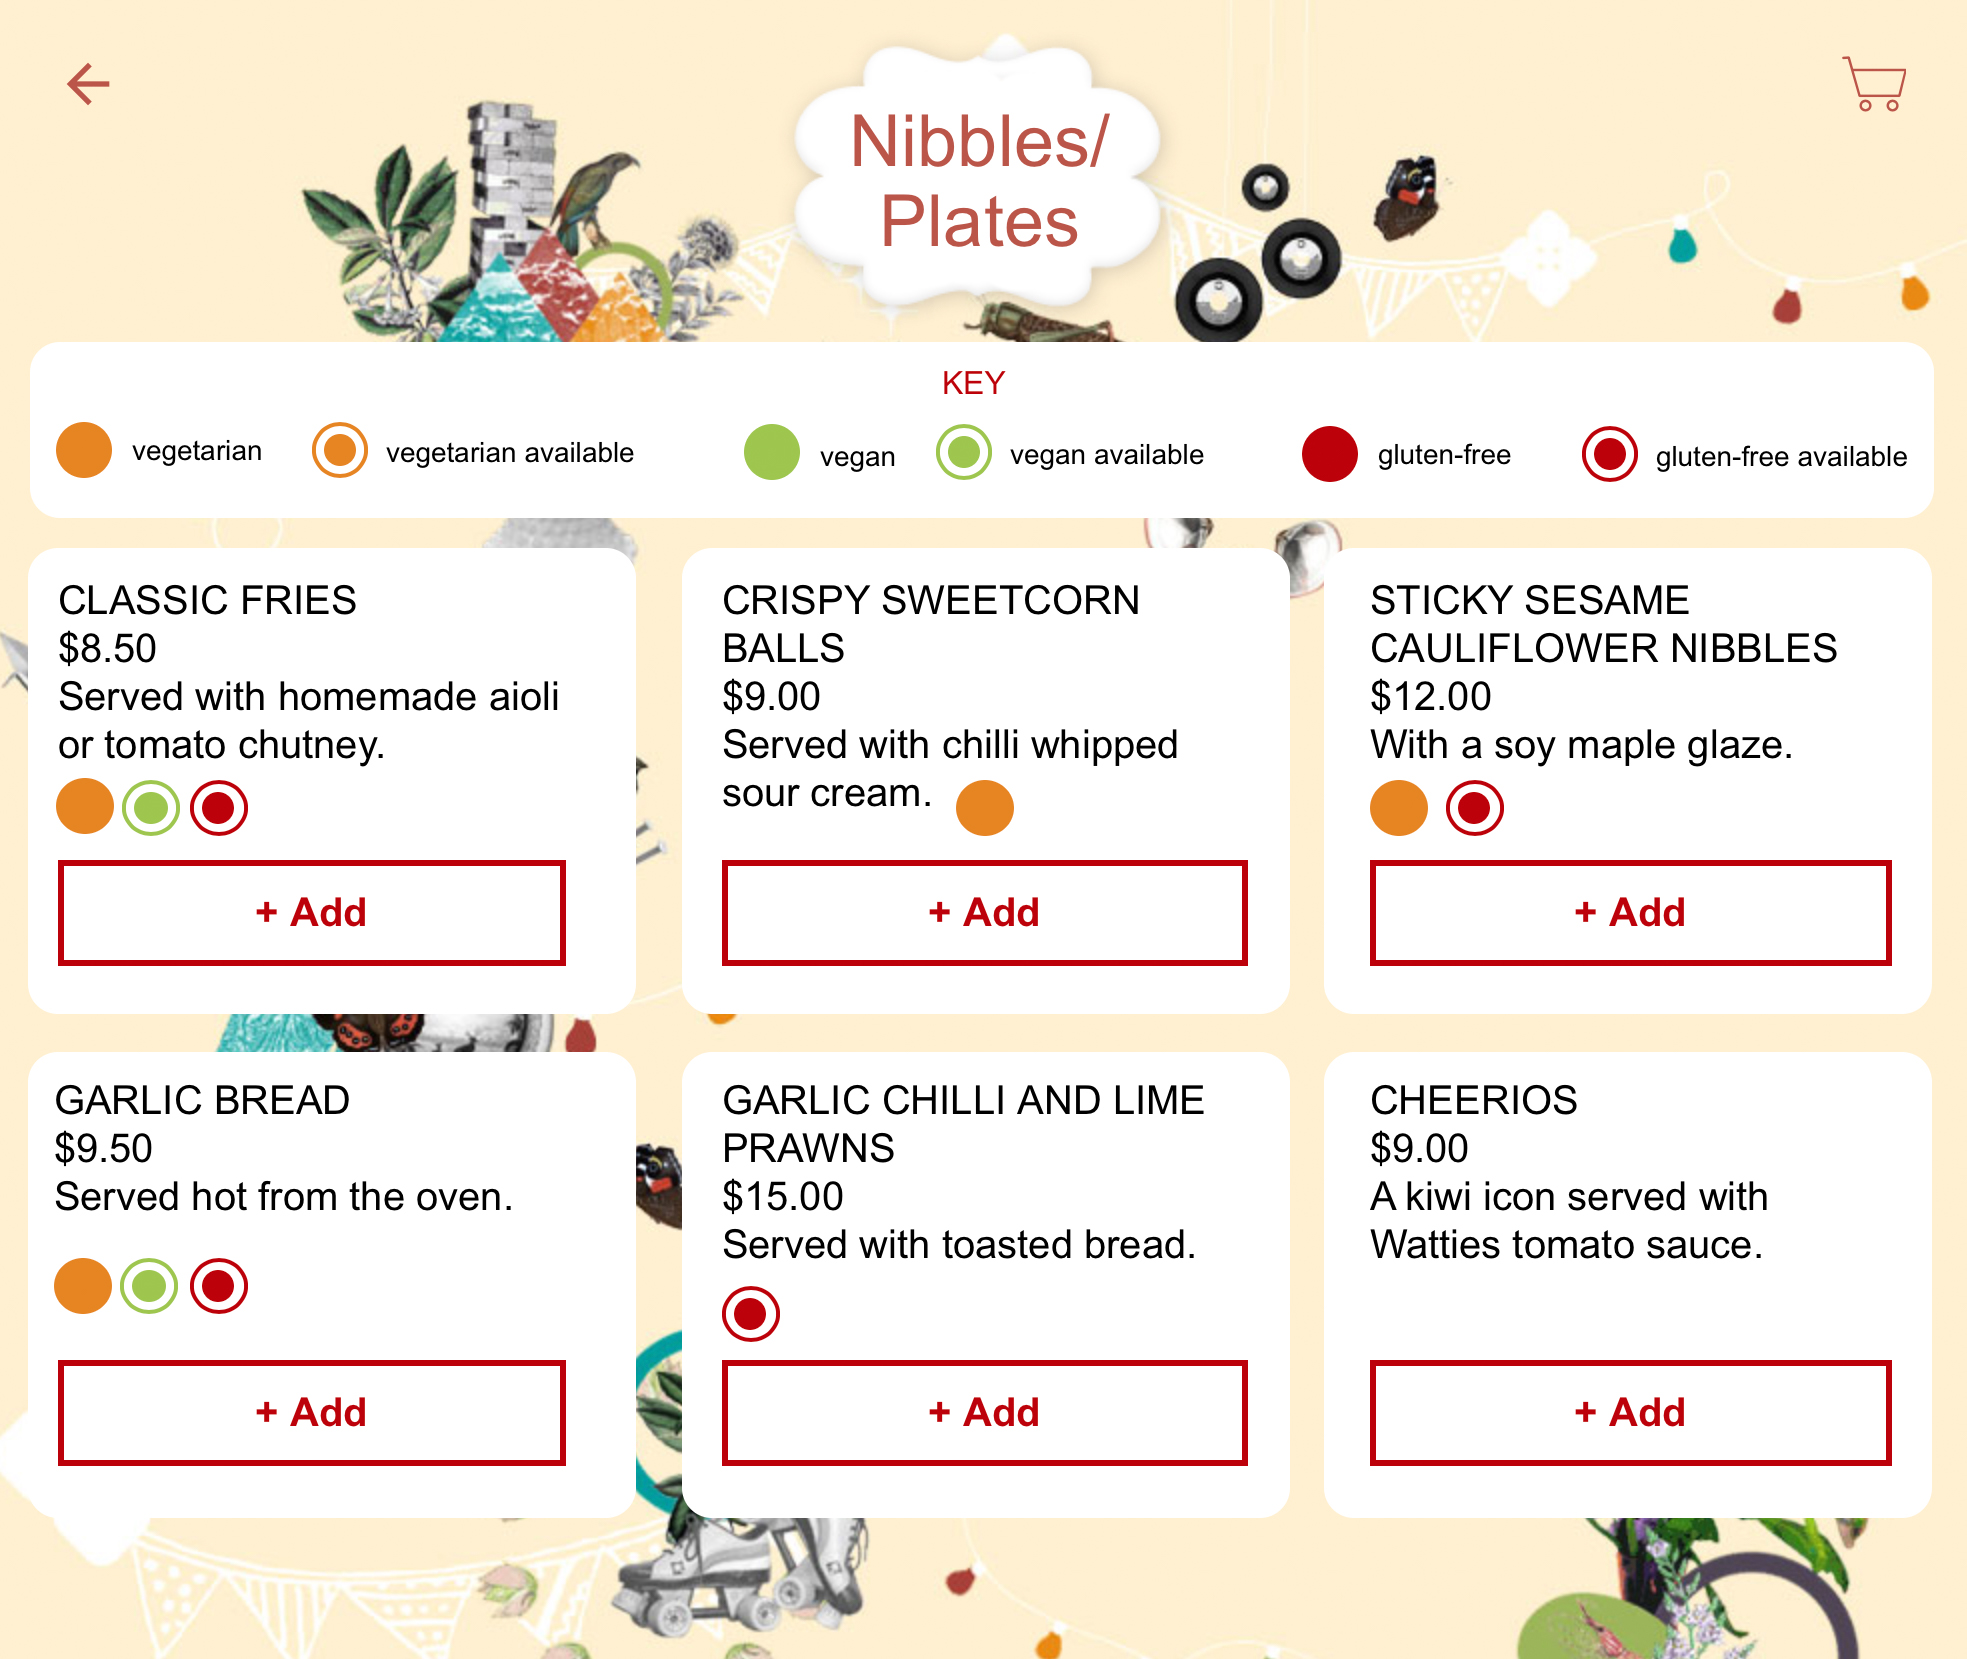 Nibbles/
Plates
KEY
vegetarian
vegetarian available
vegan
vegan available
gluten-free
gluten-free available
CLASSIC FRIES
$8.50
Served with homemade aioli
or tomato chutney.
+ Add
CRISPY SWEETCORN
BALLS
$9.00
Served with chilli whipped
sour cream.
+ Add
STICKY SESAME
CAULIFLOWER NIBBLES
$12.00
With a soy maple glaze.
+ Add
GARLIC BREAD
$9.50
Served hot from the oven.
+ Add
GARLIC CHILLI AND LIME
PRAWNS
$15.00
Served with toasted bread.
+ Add
CHEERIOS
$9.00
A kiwi icon served with
Watties tomato sauce.
+ Add